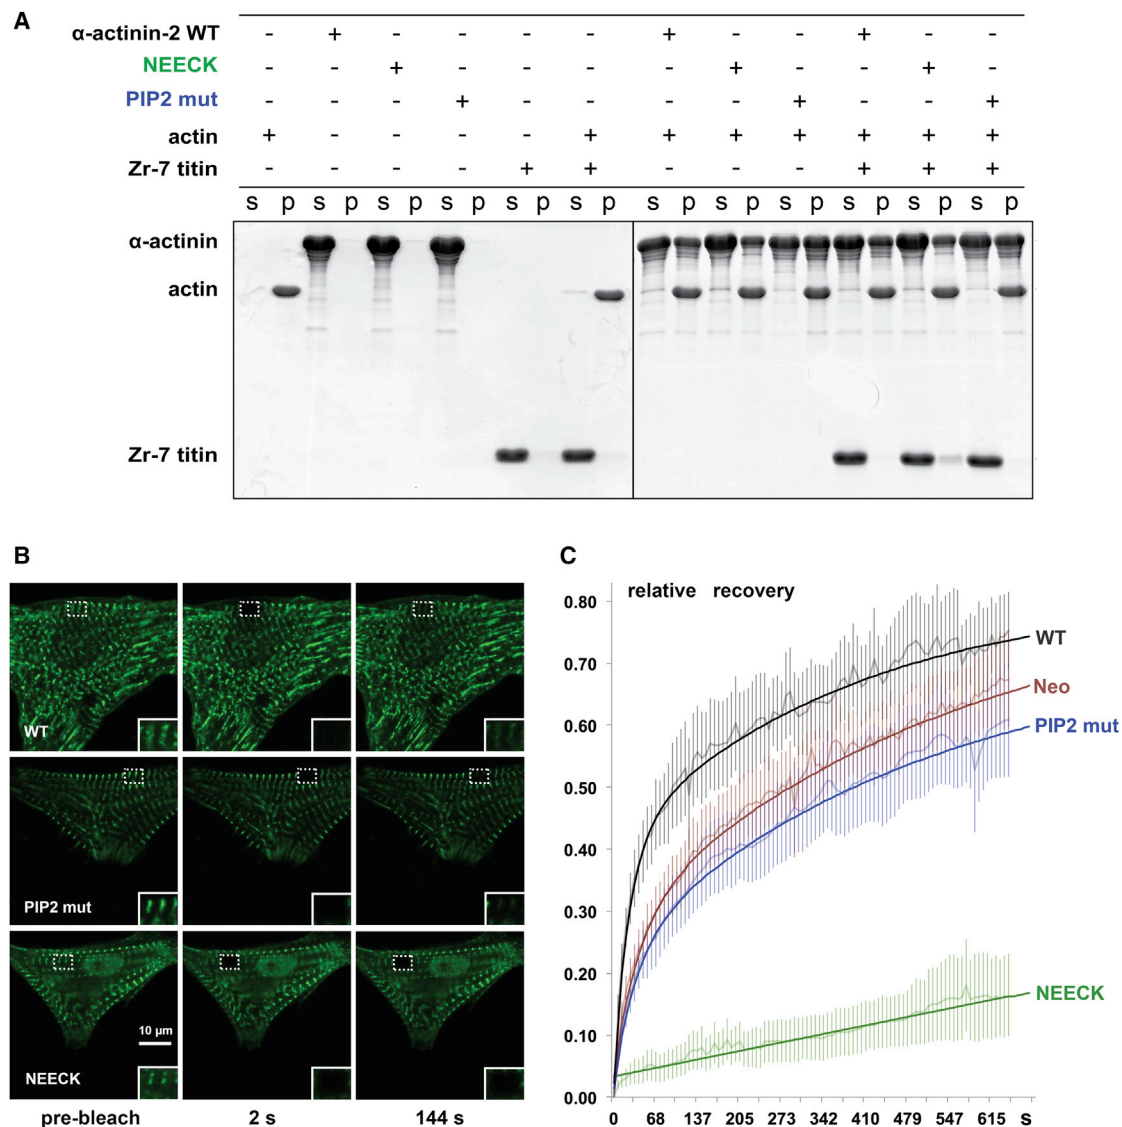 A
α-actinin-2 WT - + - - - - + - - + - -
NEECK - - + - - - - + - - + -
PIP2 mut - - - + - - - - + - - +
actin + - - - - + + + + + + +
Zr-7 titin - - - - + + - - - + + +
s p s p s p s p s p s p s p s p s p s p s p s p
α-actinin
actin
Zr-7 titin
B
WT
PIP2 mut
10 µm
NEECK
pre-bleach 2 s 144 s
C
relative recovery
0.80
0.70
0.60
0.50
0.40
0.30
0.20
0.10
0.00
WT
Neo
PIP2 mut
NEECK
0 68 137 205 273 342 410 479 547 615 s